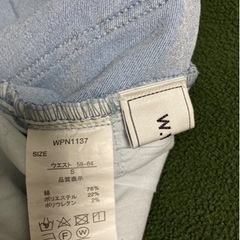 WPN1137
SIZE
ウエスト 58-64
S
品質表示
綿 76%
ポリエステル 22%
ポリウレタン 2%
W.